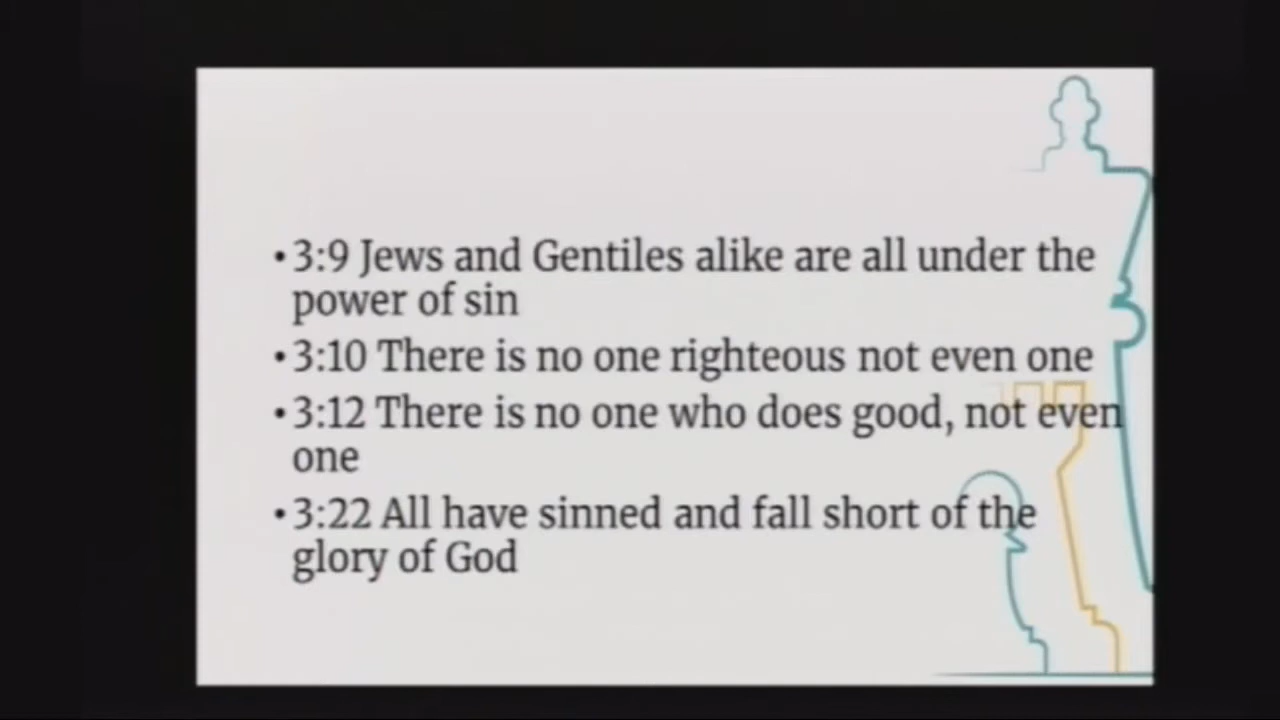 •3:9 Jews and Gentiles alike are all under the
power of sin
•3:10 There is no one righteous not even one
•3:12 There is no one who does good, not even
one
•3:22 All have sinned and fall short of the
glory of God